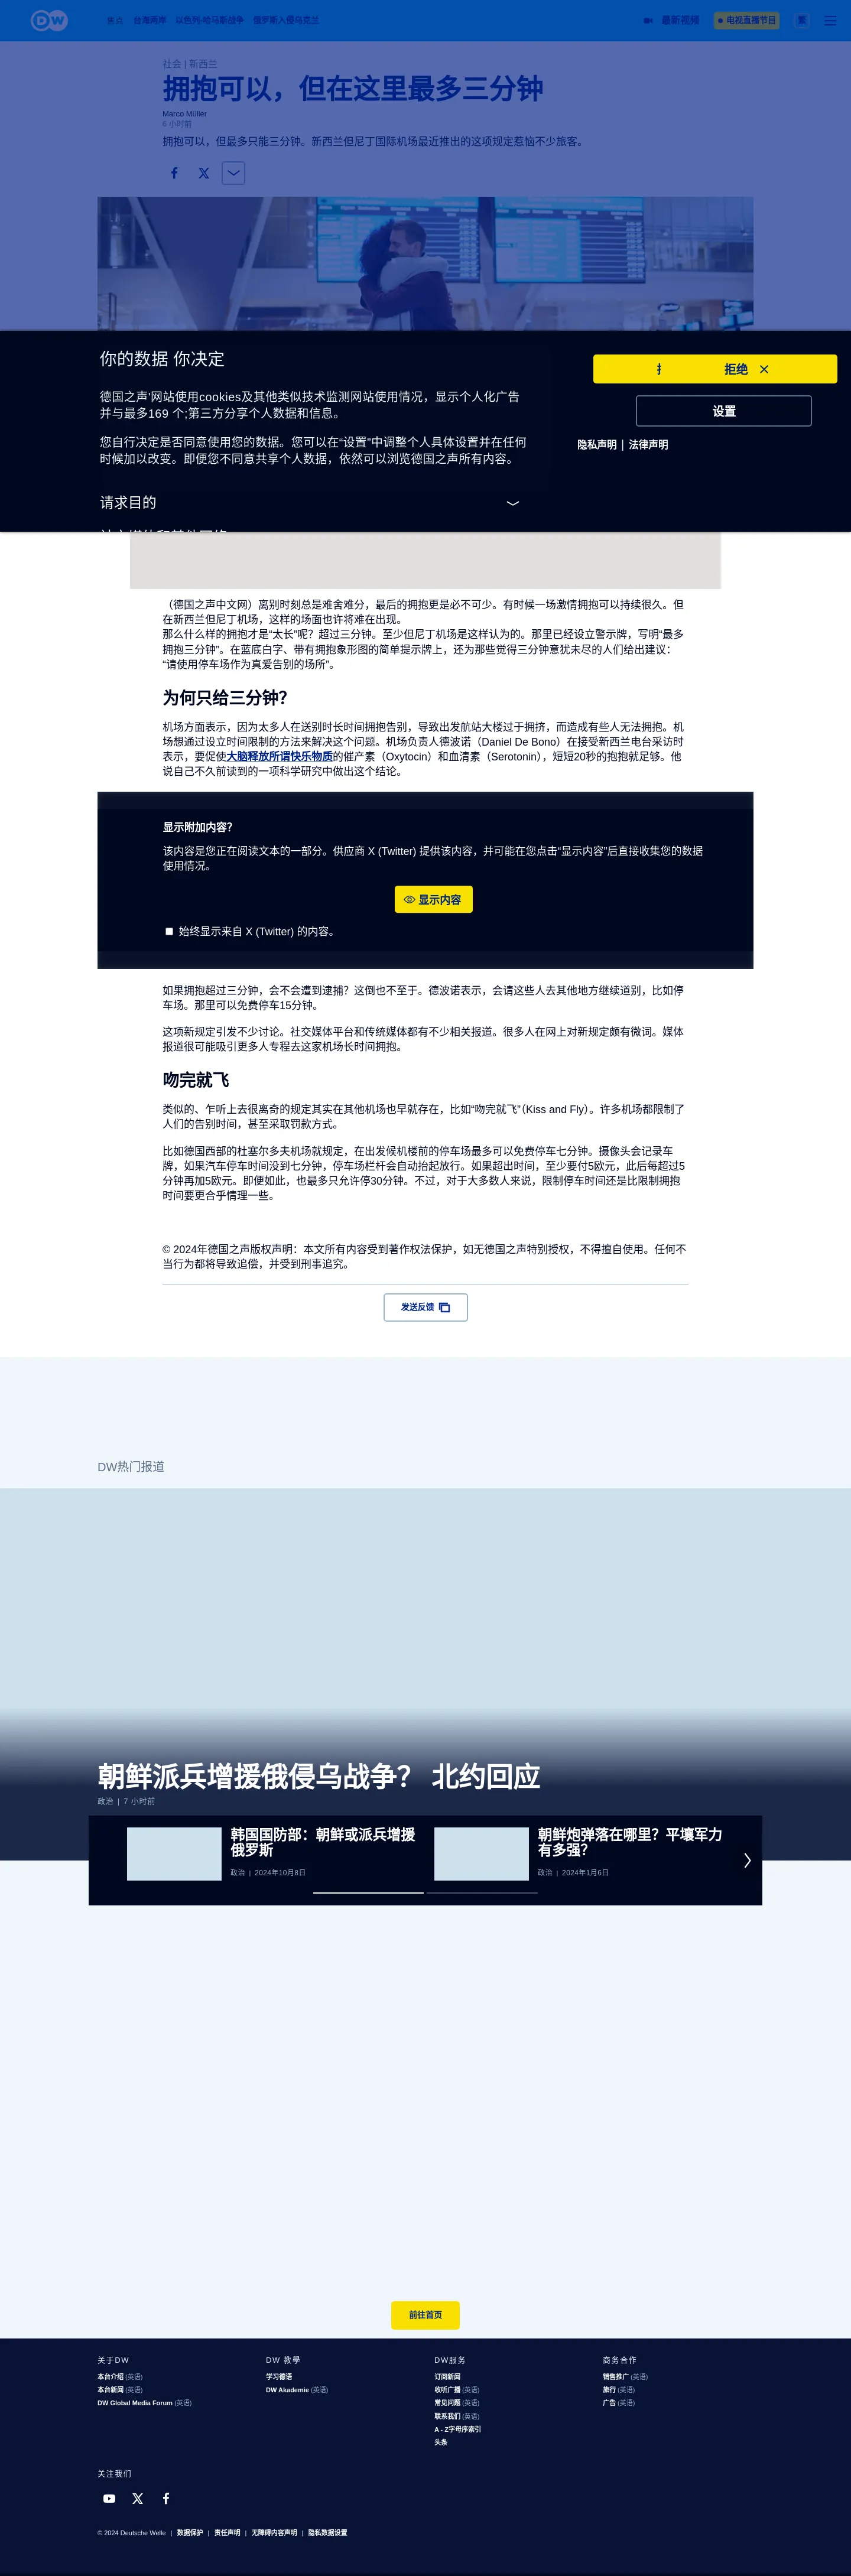 DW
焦点 台海两岸 以色列-哈马斯战争 俄罗斯入侵乌克兰
最新视频
电视直播节目
繁
社会 | 新西兰
拥抱可以，但在这里最多三分钟
Marco Müller
6 小时前
拥抱可以，但最多只能三分钟。新西兰但尼丁国际机场最近推出的这项规定惹恼不少旅客。
你的数据 你决定
德国之声'网站使用cookies及其他类似技术监测网站使用情况，显示个人化广告
并与最多169 个;第三方分享个人数据和信息。
您自行决定是否同意使用您的数据。您可以在“设置”中调整个人具体设置并在任何
时候加以改变。即便您不同意共享个人数据，依然可以浏览德国之声所有内容。
请求目的
拒绝
设置
隐私声明 | 法律声明
（德国之声中文网）离别时刻总是难舍难分，最后的拥抱更是必不可少。有时候一场激情拥抱可以持续很久。但
在新西兰但尼丁机场，这样的场面也许将难在出现。
那么什么样的拥抱才是“太长”呢？超过三分钟。至少但尼丁机场是这样认为的。那里已经设立警示牌，写明“最多
拥抱三分钟”。在蓝底白字、带有拥抱象形图的简单提示牌上，还为那些觉得三分钟意犹未尽的人们给出建议：
“请使用停车场作为真爱告别的场所”。
为何只给三分钟？
机场方面表示，因为太多人在送别时长时间拥抱告别，导致出发航站大楼过于拥挤，而造成有些人无法拥抱。机
场想通过设立时间限制的方法来解决这个问题。机场负责人德波诺（Daniel De Bono）在接受新西兰电台采访时
表示，要促使大脑释放所谓快乐物质的催产素（Oxytocin）和血清素（Serotonin），短短20秒的抱抱就足够。他
说自己不久前读到的一项科学研究中做出这个结论。
显示附加内容？
该内容是您正在阅读文本的一部分。供应商 X (Twitter) 提供该内容，并可能在您点击“显示内容”后直接收集您的数据
使用情况。
显示内容
始终显示来自 X (Twitter) 的内容。
如果拥抱超过三分钟，会不会遭到逮捕？这倒也不至于。德波诺表示，会请这些人去其他地方继续道别，比如停
车场。那里可以免费停车15分钟。
这项新规定引发不少讨论。社交媒体平台和传统媒体都有不少相关报道。很多人在网上对新规定颇有微词。媒体
报道很可能吸引更多人专程去这家机场长时间拥抱。
吻完就飞
类似的、乍听上去很离奇的规定其实在其他机场也早就存在，比如“吻完就飞”（Kiss and Fly）。许多机场都限制了
人们的告别时间，甚至采取罚款方式。
比如德国西部的杜塞尔多夫机场就规定，在出发候机楼前的停车场最多可以免费停车七分钟。摄像头会记录车
牌，如果汽车停车时间没到七分钟，停车场栏杆会自动抬起放行。如果超出时间，至少要付5欧元，此后每超过5
分钟再加5欧元。即便如此，也最多只允许停30分钟。不过，对于大多数人来说，限制停车时间还是比限制拥抱
时间要更合乎情理一些。
© 2024年德国之声版权声明：本文所有内容受到著作权法保护，如无德国之声特别授权，不得擅自使用。任何不
当行为都将导致追偿，并受到刑事追究。
发送反馈
DW热门报道
朝鲜派兵增援俄侵乌战争？ 北约回应
政治 | 7 小时前
韩国国防部：朝鲜或派兵增援
俄罗斯
政治 | 2024年10月8日
朝鲜炮弹落在哪里？平壤军力
有多强？
政治 | 2024年1月6日
前往首页
关于DW
本台介绍 (英语)
本台新闻 (英语)
DW Global Media Forum (英语)
DW 教學
学习德语
DW Akademie (英语)
DW服务
订阅新闻
收听广播 (英语)
常见问题 (英语)
联系我们 (英语)
A - Z字母序索引
头条
商务合作
销售推广 (英语)
旅行 (英语)
广告 (英语)
关注我们
© 2024 Deutsche Welle | 数据保护 | 责任声明 | 无障碍内容声明 | 隐私数据设置